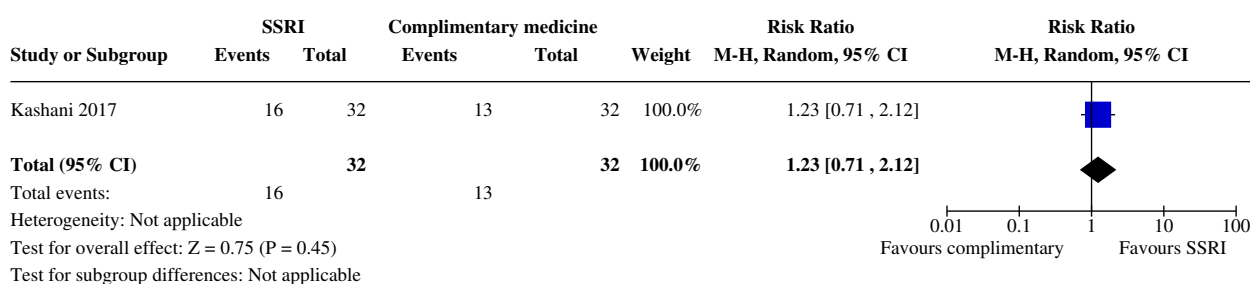 SSRI Complimentary medicine Risk Ratio Risk Ratio
Study or Subgroup Events Total Events Total Weight M-H, Random, 95% CI M-H, Random, 95% CI
Kashani 2017 16 32 13 32 100.0% 1.23 [0.71 , 2.12]
Total (95% CI) 32 32 100.0% 1.23 [0.71 , 2.12]
Total events: 16 13
Heterogeneity: Not applicable
0.01 0.1 1 10 100
Test for overall effect: Z = 0.75 (P = 0.45) Favours complimentary Favours SSRI
Test for subgroup differences: Not applicable